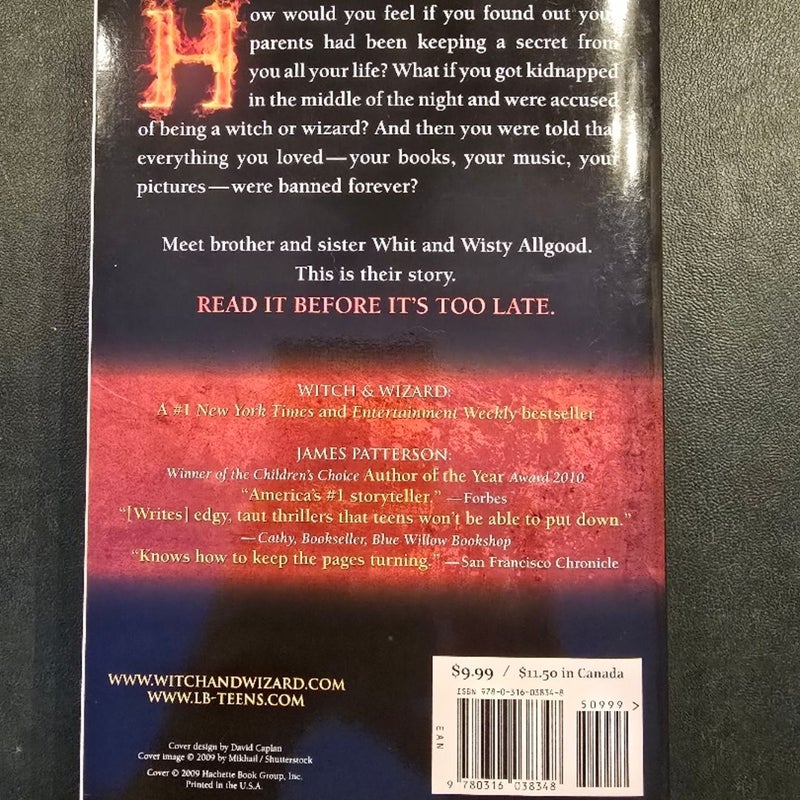 How would you feel if you found out you
parents had been keeping a secret from
you all your life? What if you got kidnapped
in the middle of the night and were accused
of being a witch or wizard? And then you were told tha
everything you loved—your books, your music, your
pictures—were banned forever?
Meet brother and sister Whit and Wisty Allgood.
This is their story.
READ IT BEFORE IT'S TOO LATE.
WITCH & WIZARD:
A #1 New York Times and Entertainment Weekly bestseller
JAMES PATTERSON:
Winner of the Children's Choice Author of the Year Award 2010
"America's #1 storyteller." —Forbes
"[Writes] edgy, taut thrillers that teens won't be able to put down."
—Cathy, Bookseller, Blue Willow Bookshop
"Knows how to keep the pages turning." —San Francisco Chronicle
WWW.WITCHANDWIZARD.COM
WWW.LB-TEENS.COM
Cover design by David Caplan
Cover image © 2009 by Mikhail / Shutterstock
Cover © 2009 Hachette Book Group, Inc.
Printed in the U.S.A.
$9.99 / $11.50 in Canada
ISBN 978-0-316-03834-8
50999 >
EAN
9 780316 038348